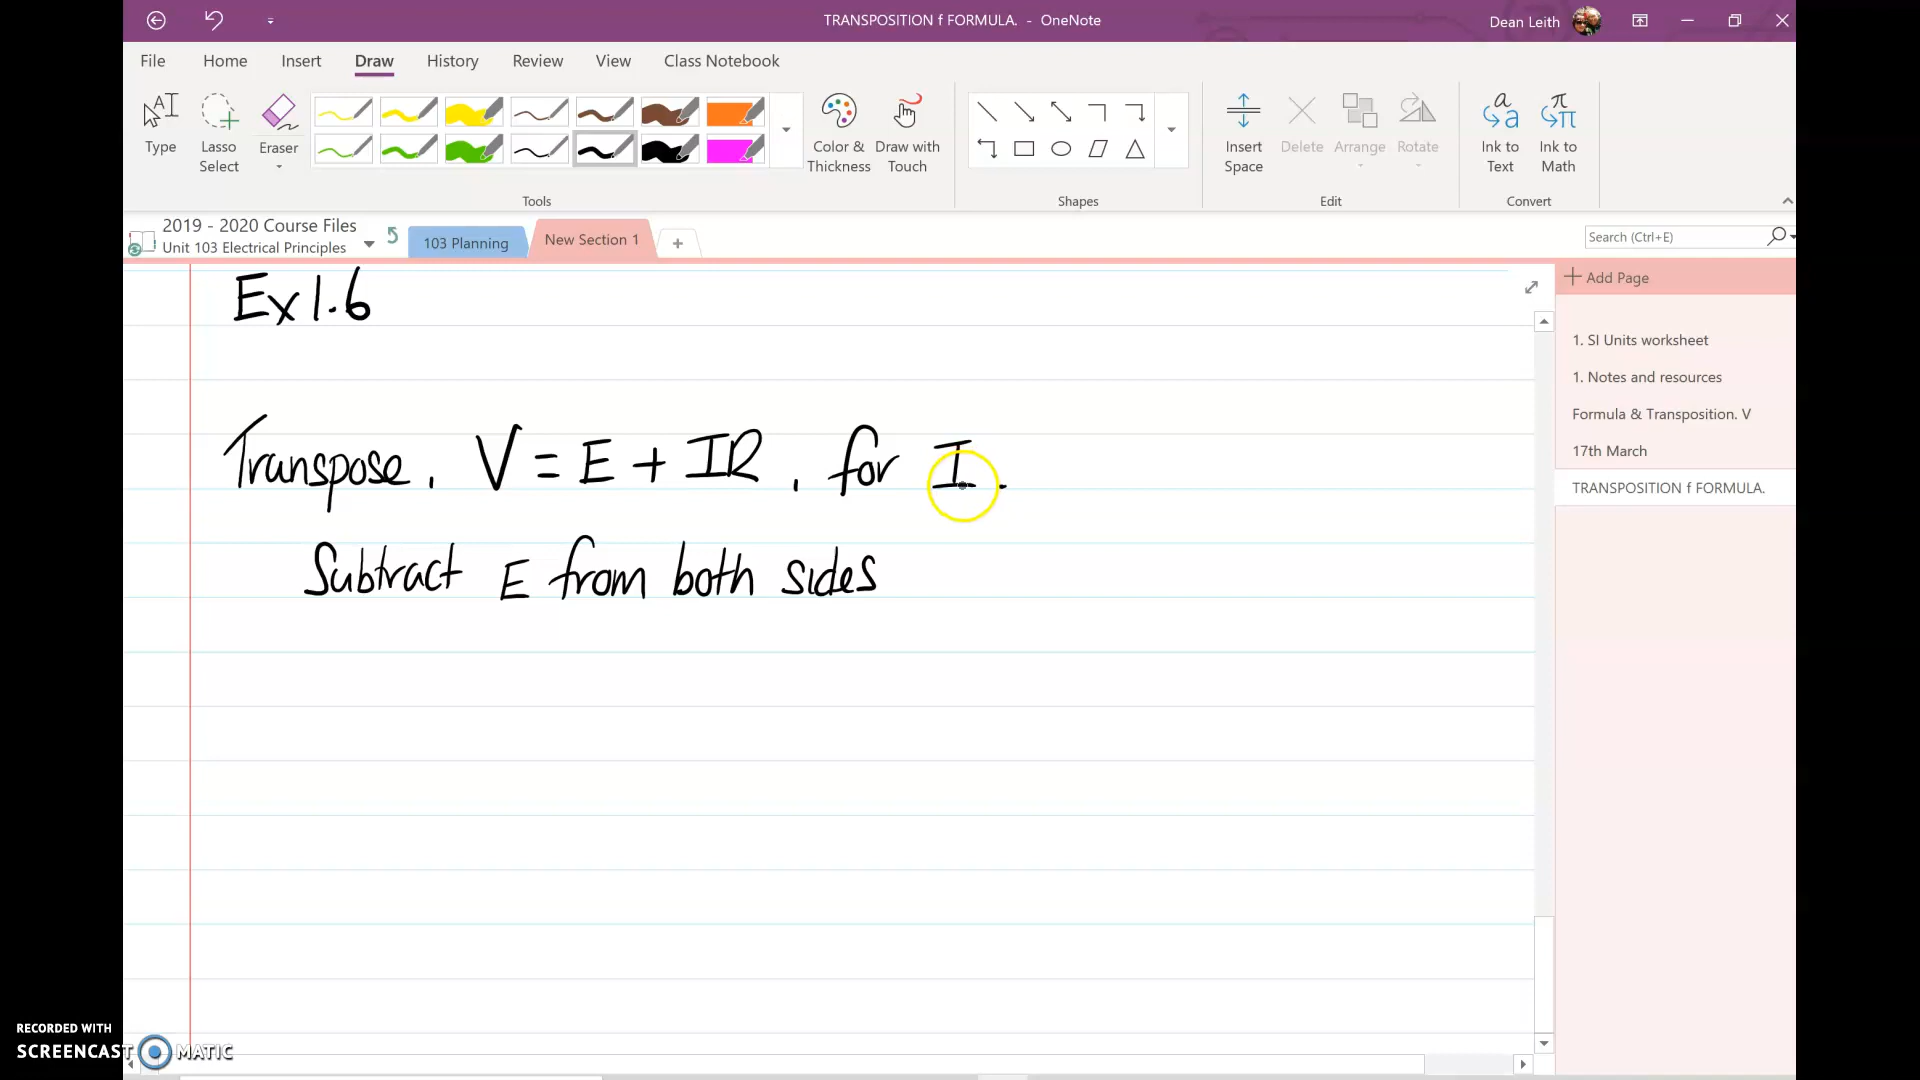 TRANSPOSITION f FORMULA. - OneNote
Dean Leith
File Home Insert Draw History Review View Class Notebook
Type
Lasso Select
Eraser
Color & Thickness
Draw with Touch
Insert Space
Delete
Arrange
Rotate
Ink to Text
Ink to Math
Tools
Shapes
Edit
Convert
2019 - 2020 Course Files
Unit 103 Electrical Principles
103 Planning
New Section 1
Search (Ctrl+E)
Ex 1.6
Transpose, V = E + IR, for I.
Subtract E from both sides
Add Page
1. SI Units worksheet
1. Notes and resources
Formula & Transposition. V
17th March
TRANSPOSITION f FORMULA.
RECORDED WITH
SCREENCAST MATIC